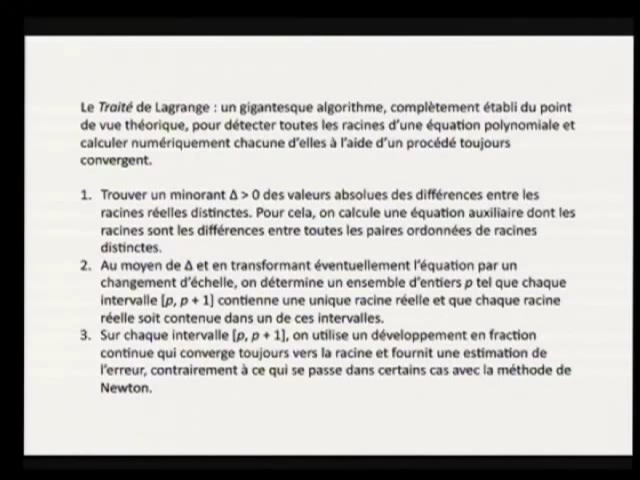 Le Traité de Lagrange : un gigantesque algorithme, complètement établi du point
de vue théorique, pour détecter toutes les racines d'une équation polynomiale et
calculer numériquement chacune d'elles à l'aide d'un procédé toujours
convergent.
1. Trouver un minorant Δ > 0 des valeurs absolues des différences entre les
racines réelles distinctes. Pour cela, on calcule une équation auxiliaire dont les
racines sont les différences entre toutes les paires ordonnées de racines
distinctes.
2. Au moyen de Δ et en transformant éventuellement l'équation par un
changement d'échelle, on détermine un ensemble d'entiers p tel que chaque
intervalle [p, p + 1] contienne une unique racine réelle et que chaque racine
réelle soit contenue dans un de ces intervalles.
3. Sur chaque intervalle [p, p + 1], on utilise un développement en fraction
continue qui converge toujours vers la racine et fournit une estimation de
l'erreur, contrairement à ce qui se passe dans certains cas avec la méthode de
Newton.